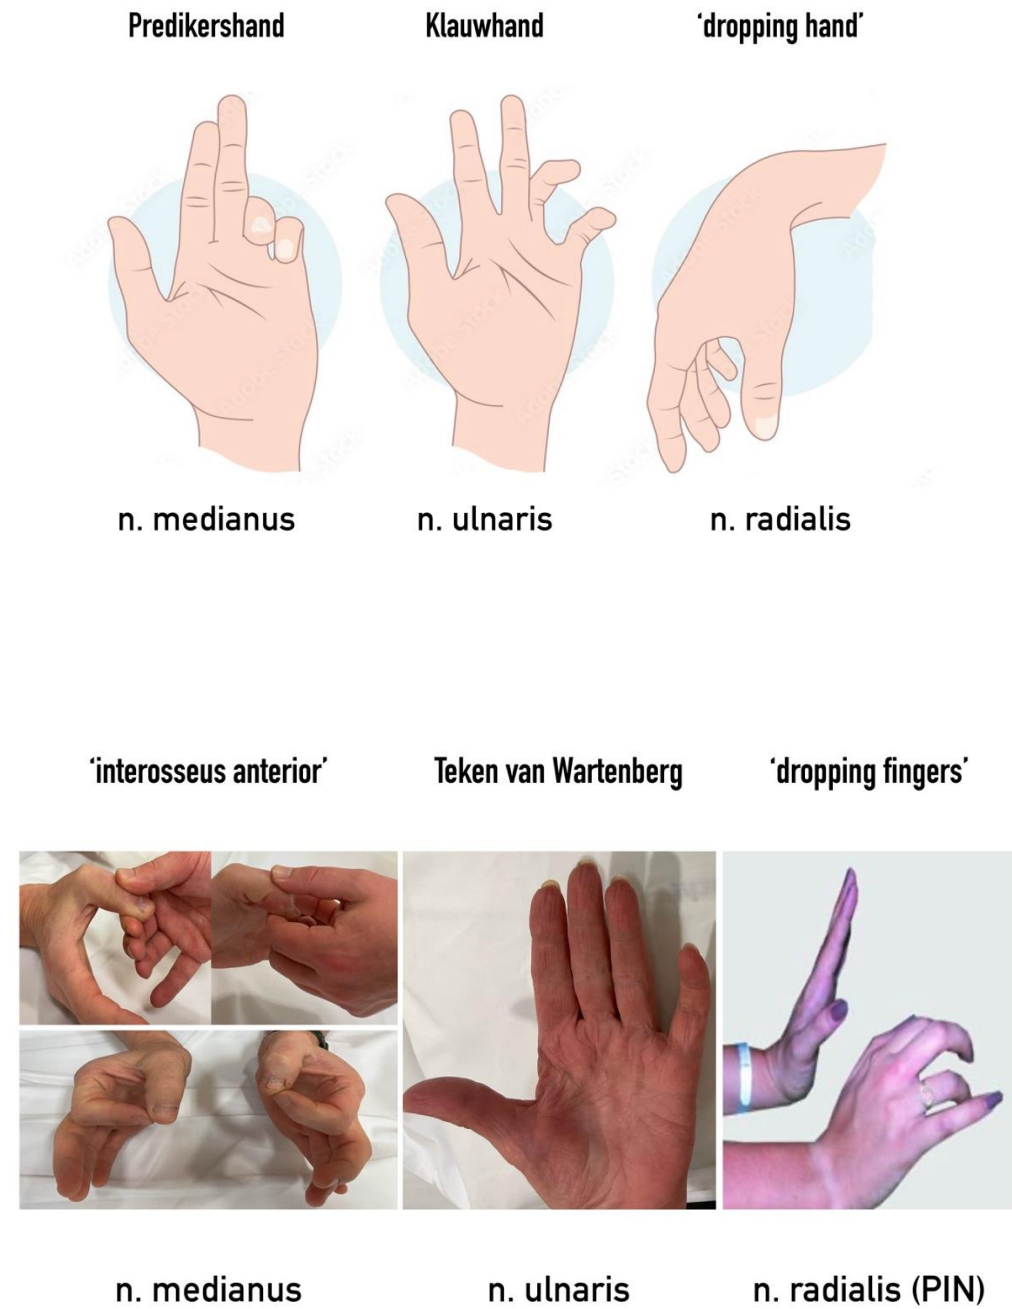 Predikershand
Klauwhand
‘dropping hand’
n. medianus
n. ulnaris
n. radialis
‘interosseus anterior’
Teken van Wartenberg
‘dropping fingers’
n. medianus
n. ulnaris
n. radialis (PIN)